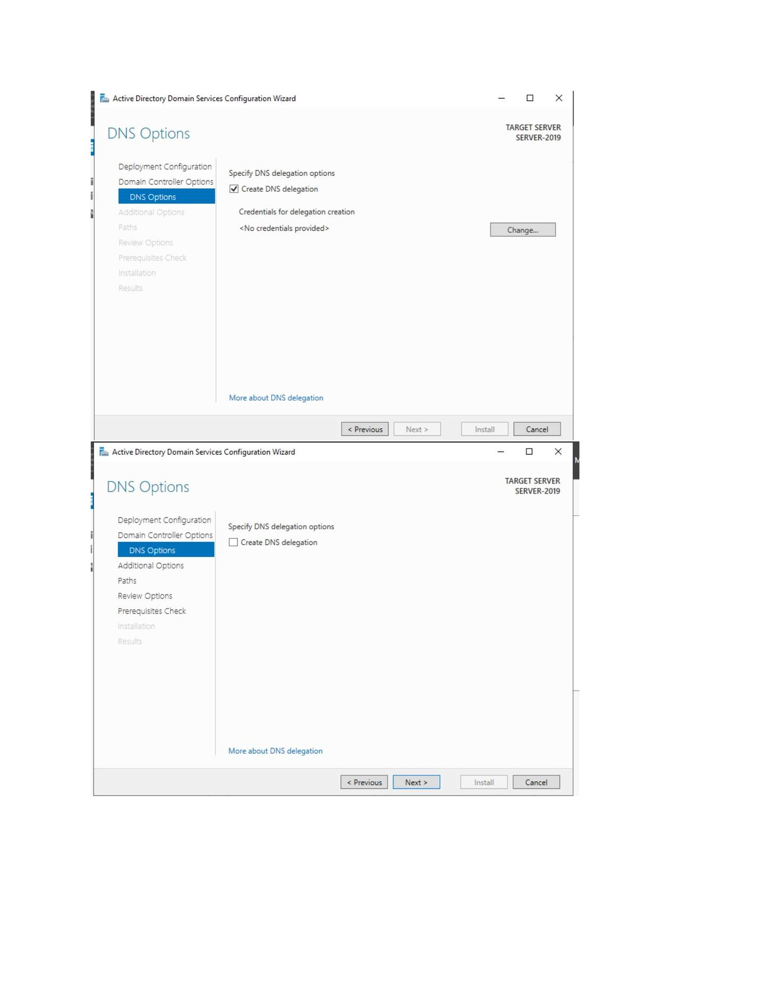 Active Directory Domain Services Configuration Wizard
DNS Options
TARGET SERVER
SERVER-2019
Deployment Configuration
Domain Controller Options
DNS Options
Additional Options
Paths
Review Options
Prerequisites Check
Installation
Results
Specify DNS delegation options
Create DNS delegation
Credentials for delegation creation
<No credentials provided>
Change...
More about DNS delegation
< Previous
Next >
Install
Cancel
Active Directory Domain Services Configuration Wizard
M
DNS Options
TARGET SERVER
SERVER-2019
Deployment Configuration
Domain Controller Options
DNS Options
Additional Options
Paths
Review Options
Prerequisites Check
Installation
Results
Specify DNS delegation options
Create DNS delegation
More about DNS delegation
< Previous
Next >
Install
Cancel